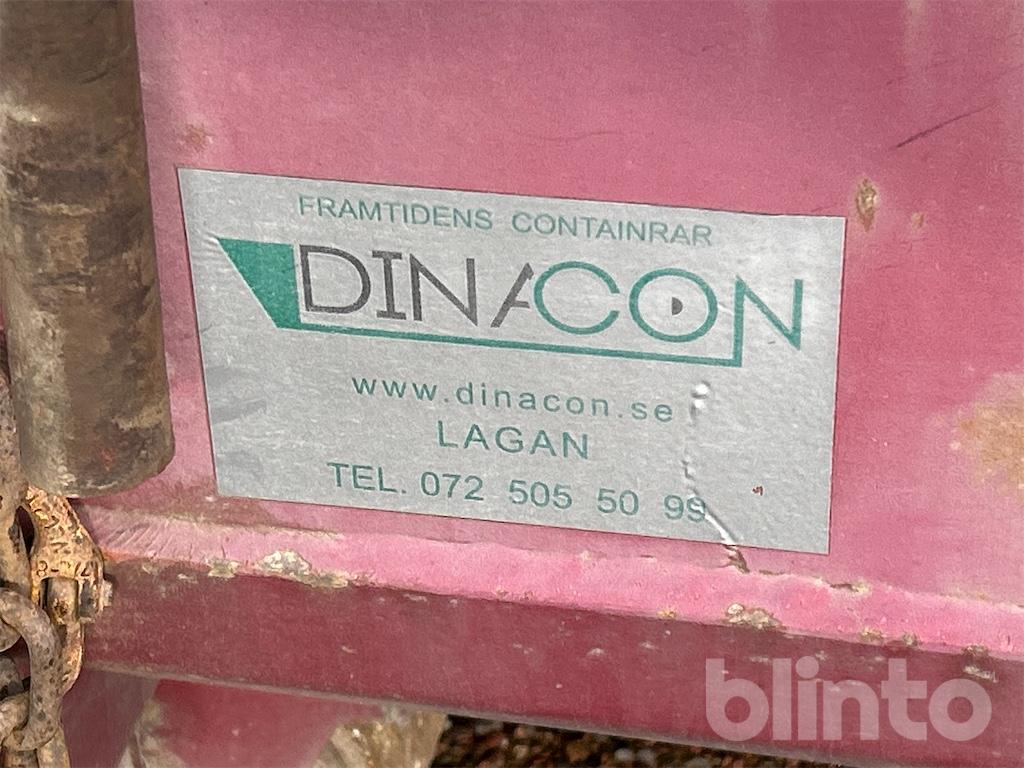 FRAMTIDENS CONTAINRAR
DINACON
www.dinacon.se
LAGAN
TEL. 072 505 50 99
blinto